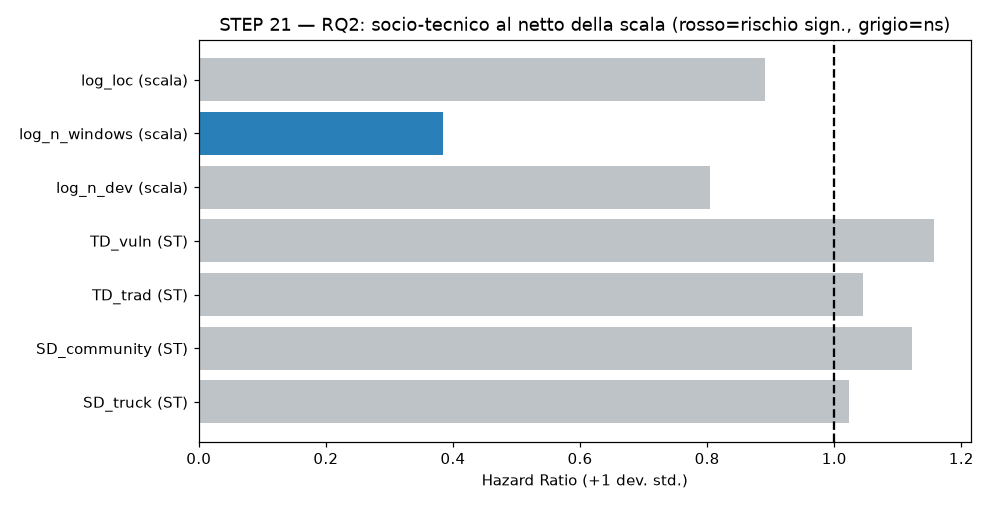 STEP 21 — RQ2: socio-tecnico al netto della scala (rosso=rischio sign., grigio=ns)
log_loc (scala)
log_n_windows (scala)
log_n_dev (scala)
TD_vuln (ST)
TD_trad (ST)
SD_community (ST)
SD_truck (ST)
0.0 0.2 0.4 0.6 0.8 1.0 1.2
Hazard Ratio (+1 dev. std.)